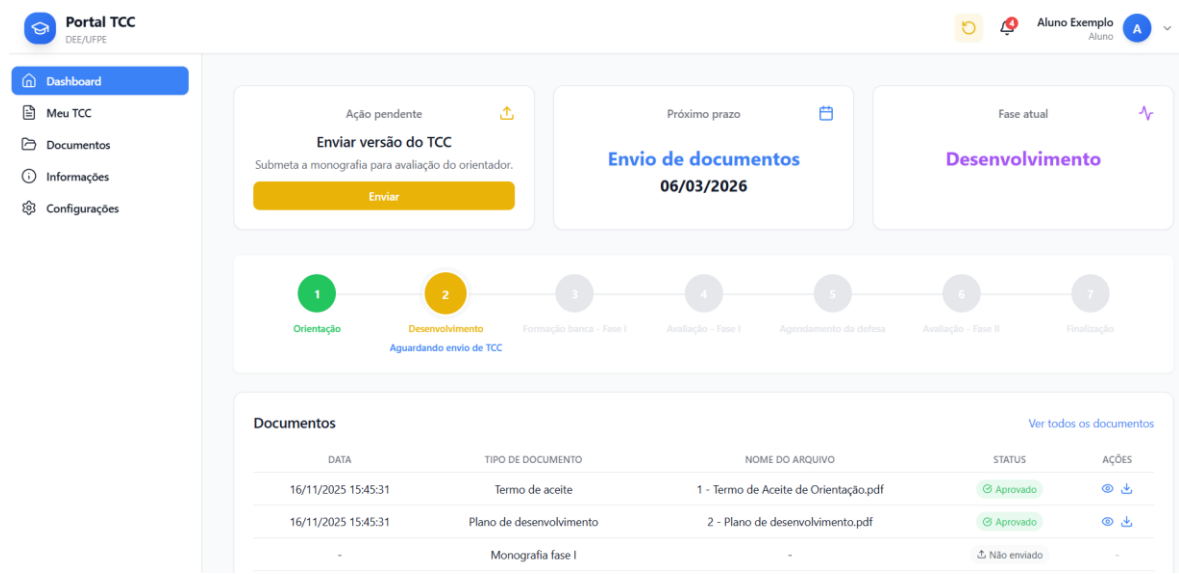 Portal TCC
DEE/UFPE
4
Aluno Exemplo
Aluno
A
Dashboard
Meu TCC
Documentos
Informações
Configurações
Ação pendente
Enviar versão do TCC
Submeta a monografia para avaliação do orientador.
Enviar
Próximo prazo
Envio de documentos
06/03/2026
Fase atual
Desenvolvimento
1 2 3 4 5 6 7
Orientação Desenvolvimento Formação banca - Fase I Avaliação - Fase I Agendamento da defesa Avaliação - Fase II Finalização
Aguardando envio de TCC
Documentos Ver todos os documentos
DATA TIPO DE DOCUMENTO NOME DO ARQUIVO STATUS AÇÕES
16/11/2025 15:45:31 Termo de aceite 1 - Termo de Aceite de Orientação.pdf Aprovado
16/11/2025 15:45:31 Plano de desenvolvimento 2 - Plano de desenvolvimento.pdf Aprovado
- Monografia fase I - Não enviado -